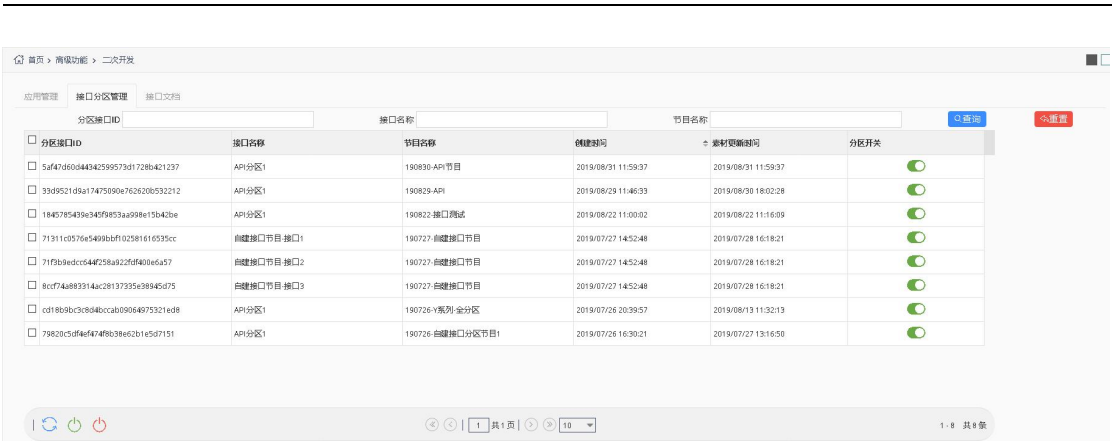 首页 > 高级功能 > 二次开发
应用管理 接口分区管理 接口文档
分区接口ID 接口名称 节目名称 查询 重置
分区接口ID 接口名称 节目名称 创建时间 素材更新时间 分区开关
5af47d60d44342599573d1728b421237 API分区1 190830-API节目 2019/08/31 11:59:37 2019/08/31 11:59:37
33d9521d9a17475090e762620b532212 API分区1 190829-API 2019/08/29 11:46:33 2019/08/30 18:02:28
1845785439e345f9853aa998e15b42be API分区1 190822-接口测试 2019/08/22 11:00:02 2019/08/22 11:16:09
71311c0576e5499bbf102581616535cc 自建接口节目-接口1 190727-自建接口节目 2019/07/27 14:52:48 2019/07/28 16:18:21
71f3b9edcc644f258a922fdf400e6a57 自建接口节目-接口2 190727-自建接口节目 2019/07/27 14:52:48 2019/07/28 16:18:21
8ccf74a883314ac28137335e38945d75 自建接口节目-接口3 190727-自建接口节目 2019/07/27 14:52:48 2019/07/28 16:18:21
cd18b9bc3c8d4bccab09064975321ed8 API分区1 190726-Y系列-全分区 2019/07/26 20:39:57 2019/08/13 11:32:13
79820c5df4ef474f8b38e62b1e5d7151 API分区1 190726-自建接口分区节目1 2019/07/26 16:30:21 2019/07/27 13:16:50
1 共1页 10 1 - 8 共8条